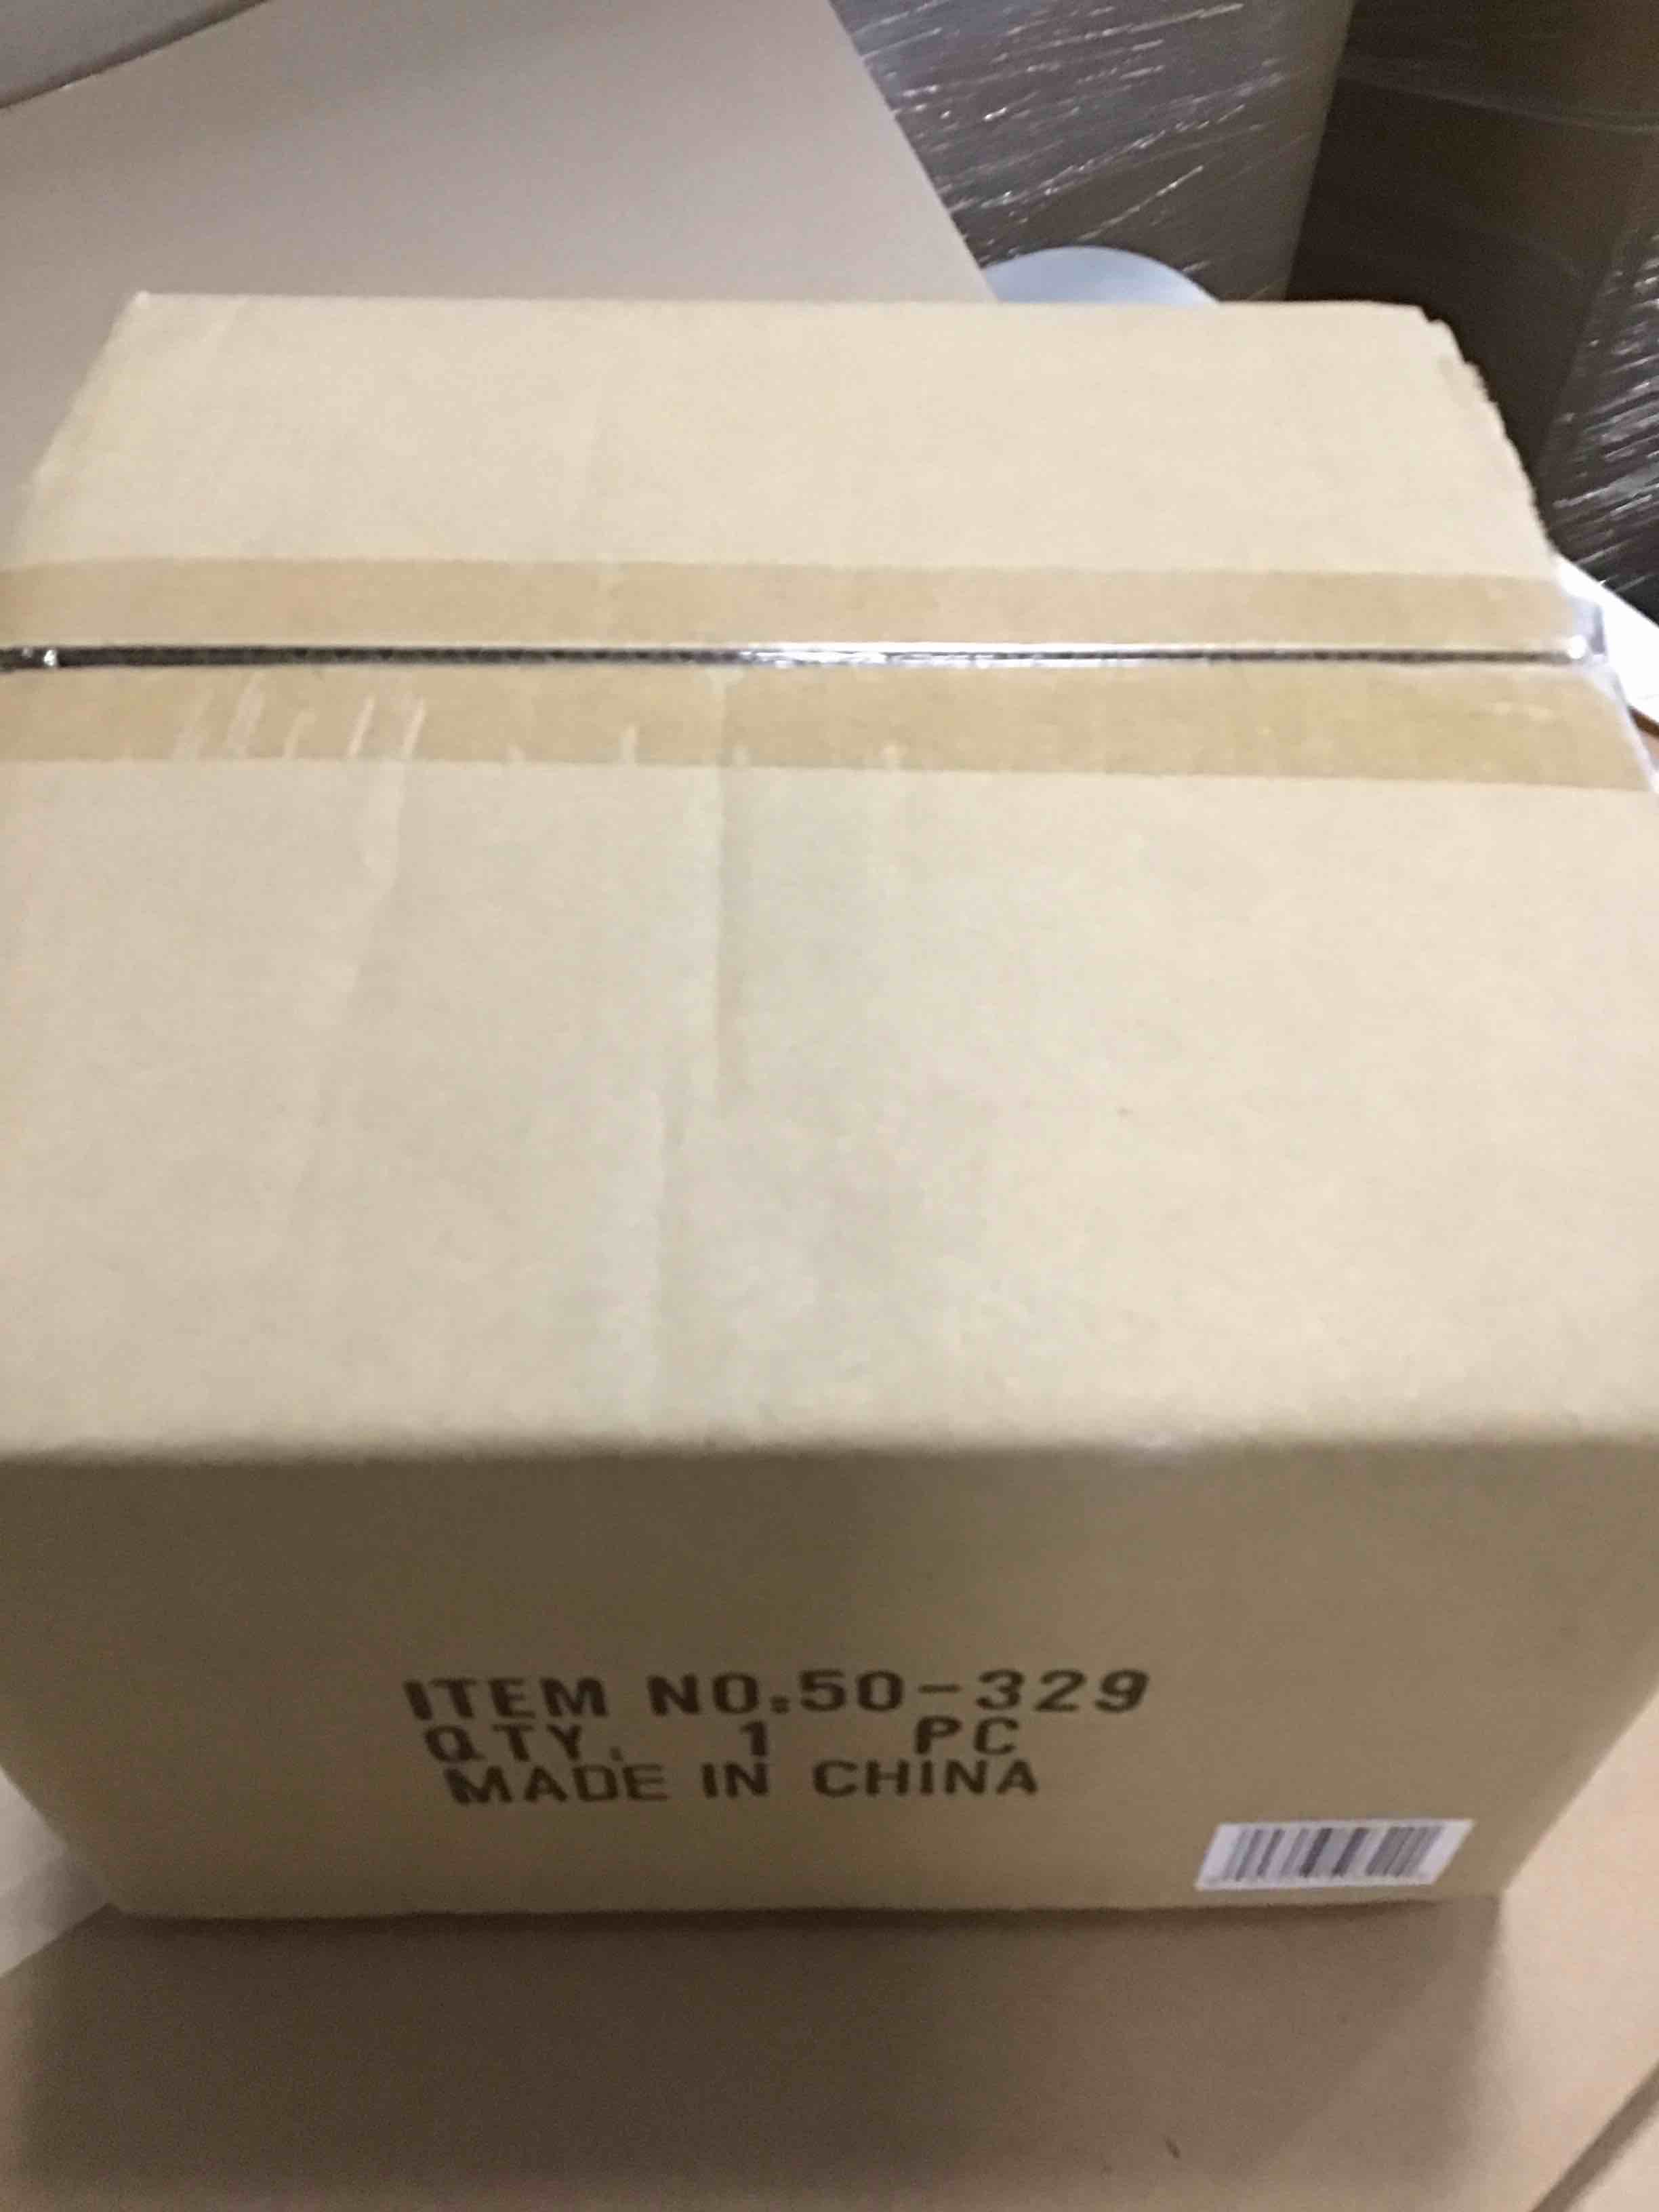 ITEM NO.50-329
QTY. 1 PC
MADE IN CHINA